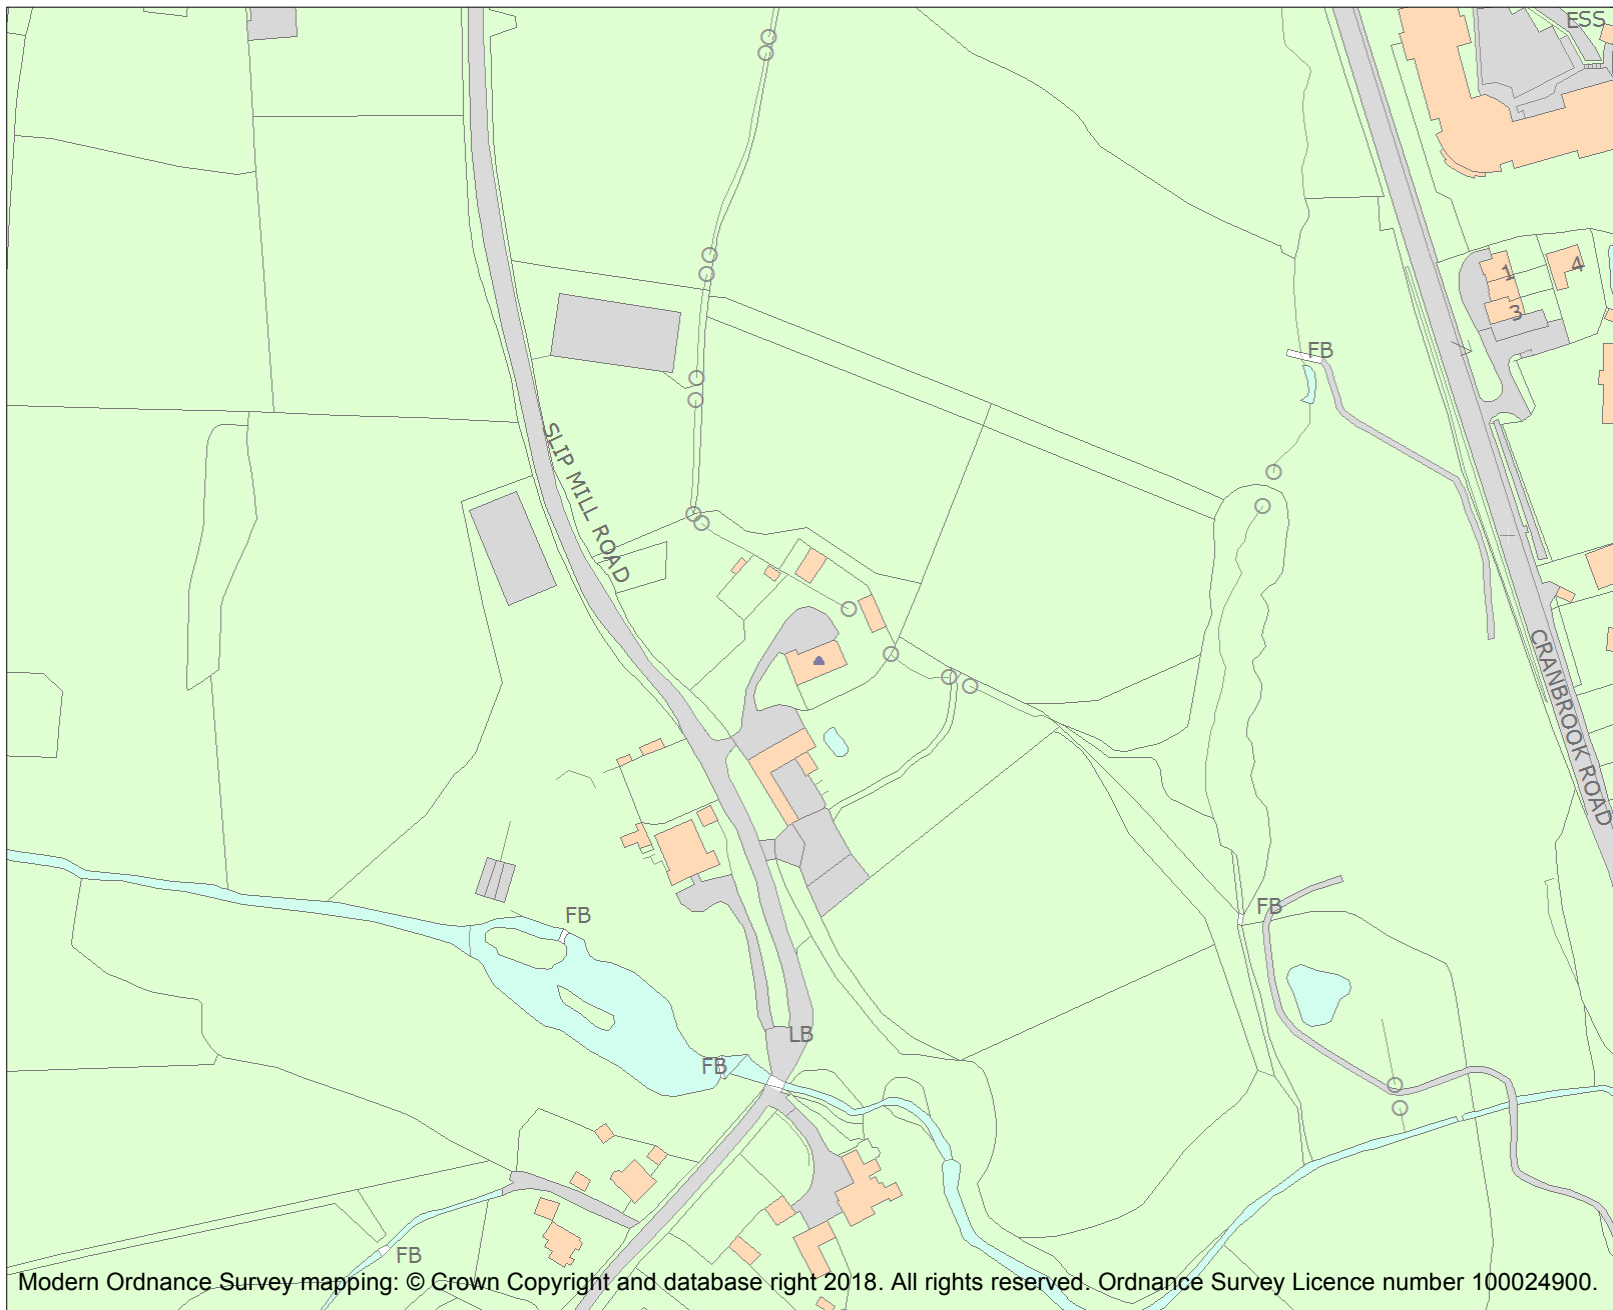 ESS
1
4
3
FB
SLIP MILL ROAD
CRANBROOK ROAD
FB
FB
LB
FB
FB
Modern Ordnance Survey mapping: © Crown Copyright and database right 2018. All rights reserved. Ordnance Survey Licence number 100024900.